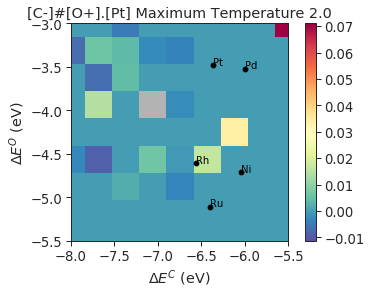 [C-]#[O+].[Pt] Maximum Temperature 2.0
−3.0
−3.5
−4.0
−4.5
−5.0
−5.5
ΔE^O (eV)
Pt
Pd
Rh
Ni
Ru
−8.0 −7.5 −7.0 −6.5 −6.0 −5.5
ΔE^C (eV)
0.07
0.06
0.05
0.04
0.03
0.02
0.01
0.00
−0.01